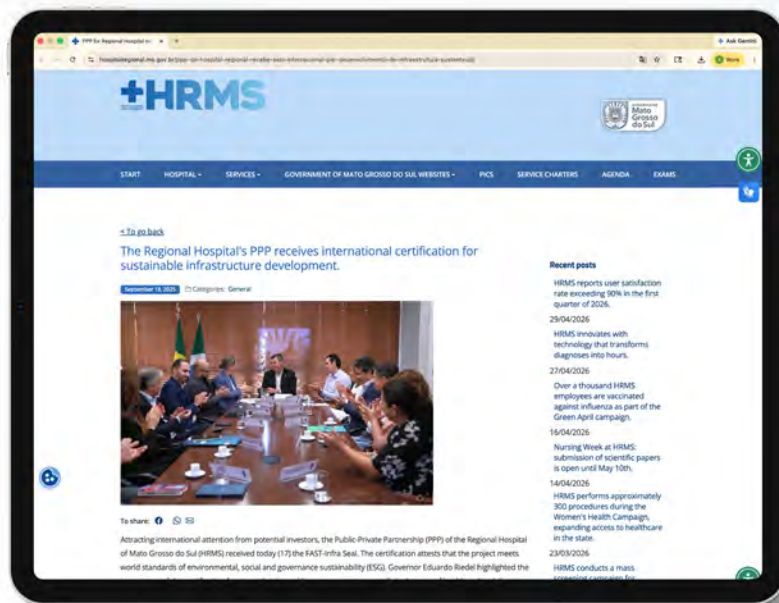 PPP for Regional Hospital in
Ask Gemini
Work
+HRMS
Mato
Grosso
do Sul
START
HOSPITAL
SERVICES
GOVERNMENT OF MATO GROSSO DO SUL WEBSITES
PICS
SERVICE CHARTERS
AGENDA
EXAMS
< To go back
The Regional Hospital's PPP receives international certification for
sustainable infrastructure development.
September 18, 2025
Categories: General
To share:
Attracting international attention from potential investors, the Public-Private Partnership (PPP) of the Regional Hospital
of Mato Grosso do Sul (HRMS) received today (17) the FAST-Infra Seal. The certification attests that the project meets
world standards of environmental, social and governance sustainability (ESG). Governor Eduardo Riedel highlighted the
Recent posts
HRMS reports user satisfaction
rate exceeding 90% in the first
quarter of 2026.
29/04/2026
HRMS innovates with
technology that transforms
diagnoses into hours.
27/04/2026
Over a thousand HRMS
employees are vaccinated
against influenza as part of the
Green April campaign.
16/04/2026
Nursing Week at HRMS:
submission of scientific papers
is open until May 10th.
14/04/2026
HRMS performs approximately
300 procedures during the
Women's Health Campaign,
expanding access to healthcare
in the state.
23/03/2026
HRMS conducts a mass
screening campaign for